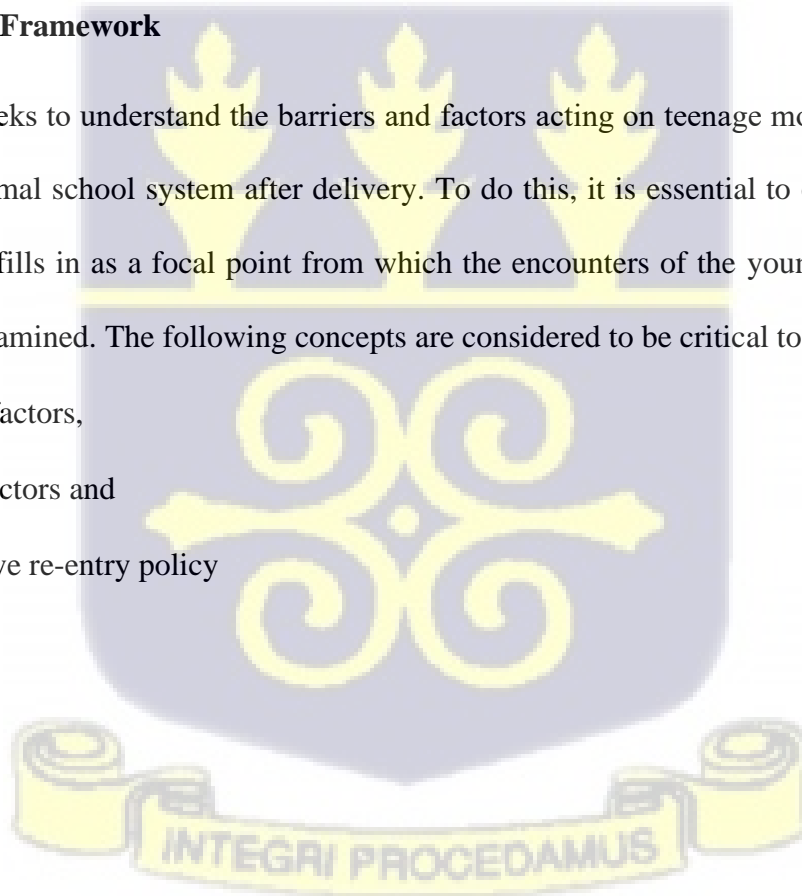 Framework
eks to understand the barriers and factors acting on teenage mo
mal school system after delivery. To do this, it is essential to
fills in as a focal point from which the encounters of the your
amined. The following concepts are considered to be critical to
factors,
ctors and
ve re-entry policy
INTEGRI PROCEDAMUS